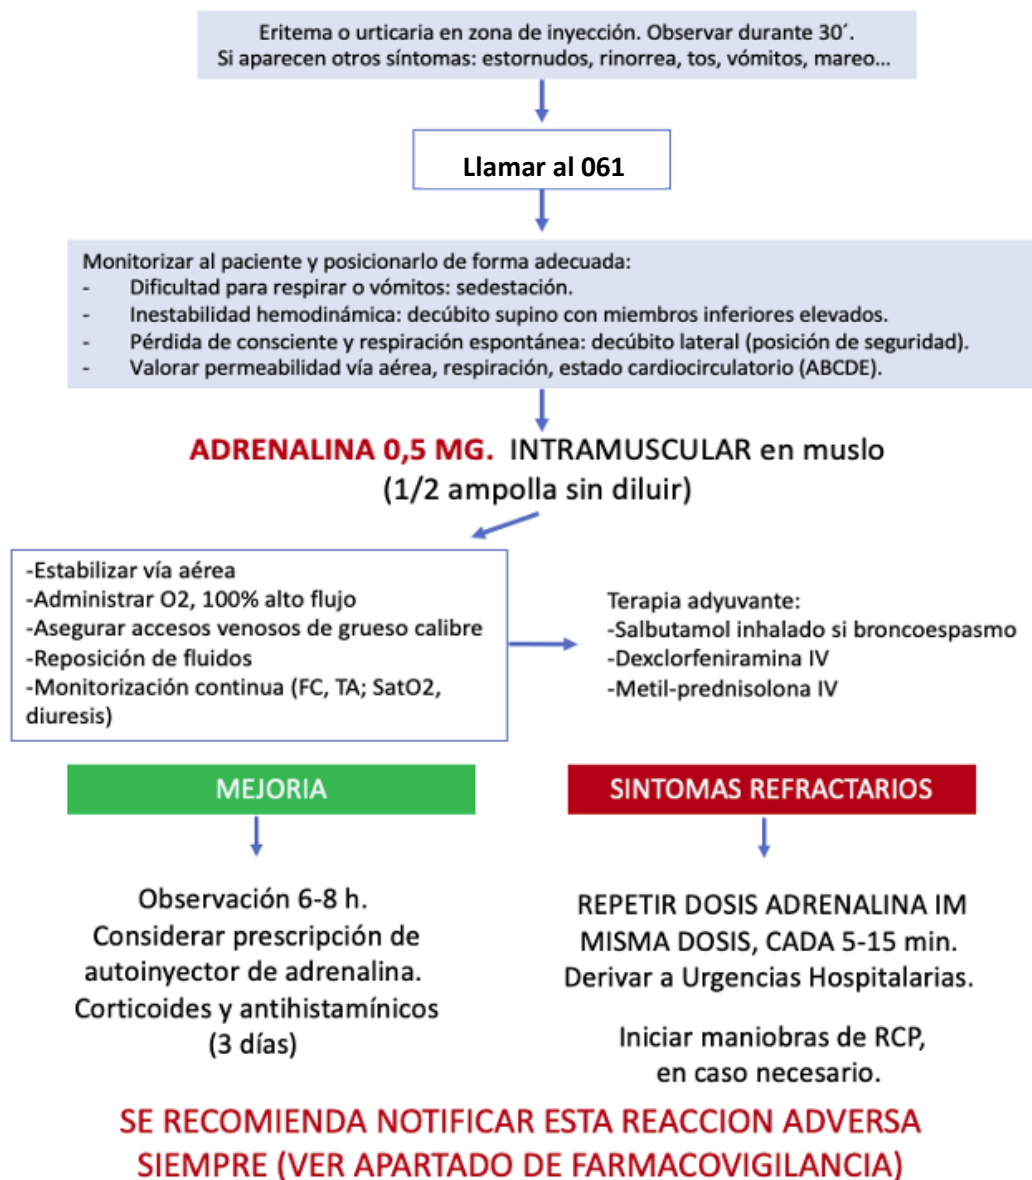 Eritema o urticaria en zona de inyección. Observar durante 30´.
Si aparecen otros síntomas: estornudos, rinorrea, tos, vómitos, mareo...
Llamar al 061
Monitorizar al paciente y posicionarlo de forma adecuada:
- Dificultad para respirar o vómitos: sedestación.
- Inestabilidad hemodinámica: decúbito supino con miembros inferiores elevados.
- Pérdida de consciente y respiración espontánea: decúbito lateral (posición de seguridad).
- Valorar permeabilidad vía aérea, respiración, estado cardiocirculatorio (ABCDE).
ADRENALINA 0,5 MG. INTRAMUSCULAR en muslo
(1/2 ampolla sin diluir)
-Estabilizar vía aérea
-Administrar O2, 100% alto flujo
-Asegurar accesos venosos de grueso calibre
-Reposición de fluidos
-Monitorización continua (FC, TA; SatO2,
diuresis)
Terapia adyuvante:
-Salbutamol inhalado si broncoespasmo
-Dexclorfeniramina IV
-Metil-prednisolona IV
MEJORIA
Observación 6-8 h.
Considerar prescripción de
autoinyector de adrenalina.
Corticoides y antihistamínicos
(3 días)
SINTOMAS REFRACTARIOS
REPETIR DOSIS ADRENALINA IM
MISMA DOSIS, CADA 5-15 min.
Derivar a Urgencias Hospitalarias.
Iniciar maniobras de RCP,
en caso necesario.
SE RECOMIENDA NOTIFICAR ESTA REACCION ADVERSA
SIEMPRE (VER APARTADO DE FARMACOVIGILANCIA)